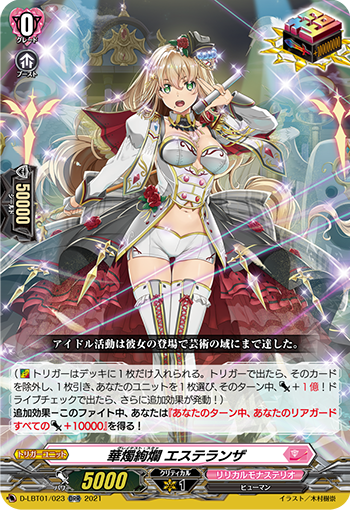 0
グレード
ブースト
50000
シールド
アイドル活動は彼女の登場で芸術の域にまで達した。
(トリガーはデッキに1枚だけ入れられる。トリガーで出たら、そのカード
を除外し、1枚引き、あなたのユニットを1枚選び、そのターン中、+1億!ド
ライブチェックで出たら、さらに追加効果が発動!)
追加効果ーこのファイト中、あなたは『あなたのターン中、あなたのリアガード
すべての+10000』を得る!
トリガーユニット
華燭絢爛 エステランザ
パワー
5000
クリティカル
1
リリカルモナステリオ
ヒューマン
D-LBT01/023 2021
イラスト/木村樹崇